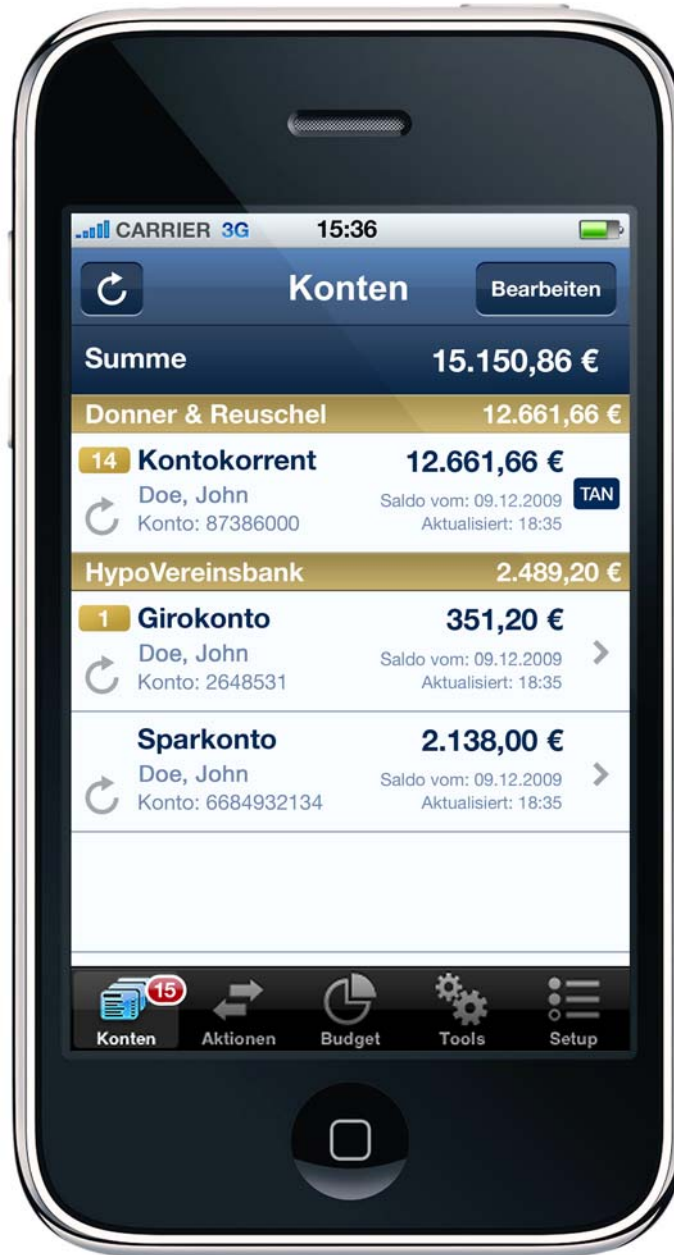 CARRIER 3G 15:36
Konten Bearbeiten
Summe 15.150,86 €
Donner & Reuschel 12.661,66 €
14 Kontokorrent 12.661,66 €
Doe, John Saldo vom: 09.12.2009 TAN
Konto: 87386000 Aktualisiert: 18:35
HypoVereinsbank 2.489,20 €
1 Girokonto 351,20 €
Doe, John Saldo vom: 09.12.2009
Konto: 2648531 Aktualisiert: 18:35
Sparkonto 2.138,00 €
Doe, John Saldo vom: 09.12.2009
Konto: 6684932134 Aktualisiert: 18:35
15
Konten Aktionen Budget Tools Setup